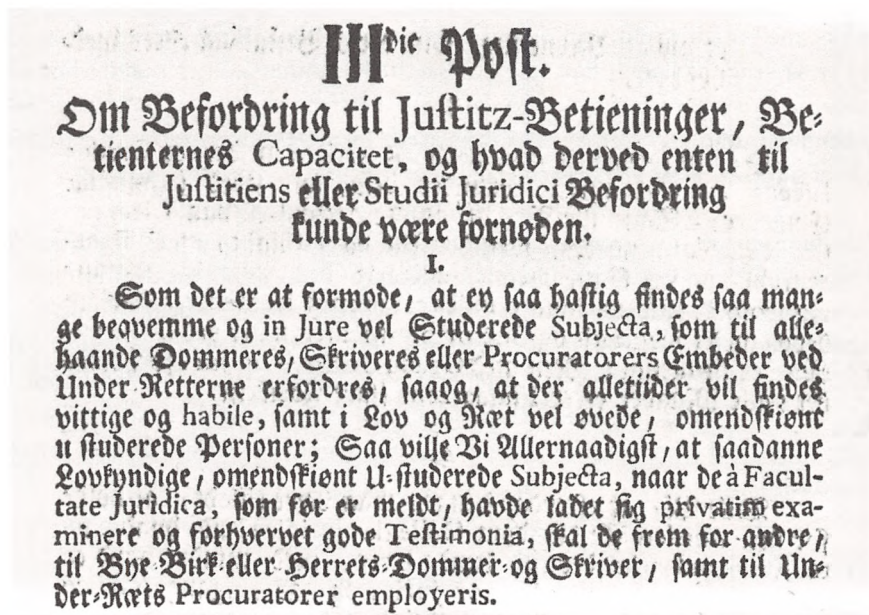 IIIdie Post.
Om Befordring til Justitz-Betieninger, Be-
tienternes Capacitet, og hvad derved enten til
Justitiens eller Studii Juridici Befordring
kunde være fornøden.
I.
Som det er at formode, at ey saa hastig findes saa man-
ge beqvemme og in Jure vel Studerede Subjecta, som til alle-
haande Dommeres, Skriveres eller Procuratorers Embeder ved
Under-Retterne erfordres, saaog, at der alletiider vil findes
vittige og habile, samt i Lov og Ræt vel øvede, omendskiønt
u studerede Personer; Saa ville Vi Allernaadigst, at saadanne
Lovkyndige, omendskiønt U-studerede Subjecta, naar de à Facul-
tate Juridica, som før er meldt, havde ladet sig privatim exa-
minere og forhvervet gode Testimonia, skal de frem for andre,
til Bye-Birk-eller Herrets-Dommer-og Skriver, samt til Un-
der-Ræts Procuratorer employeris.